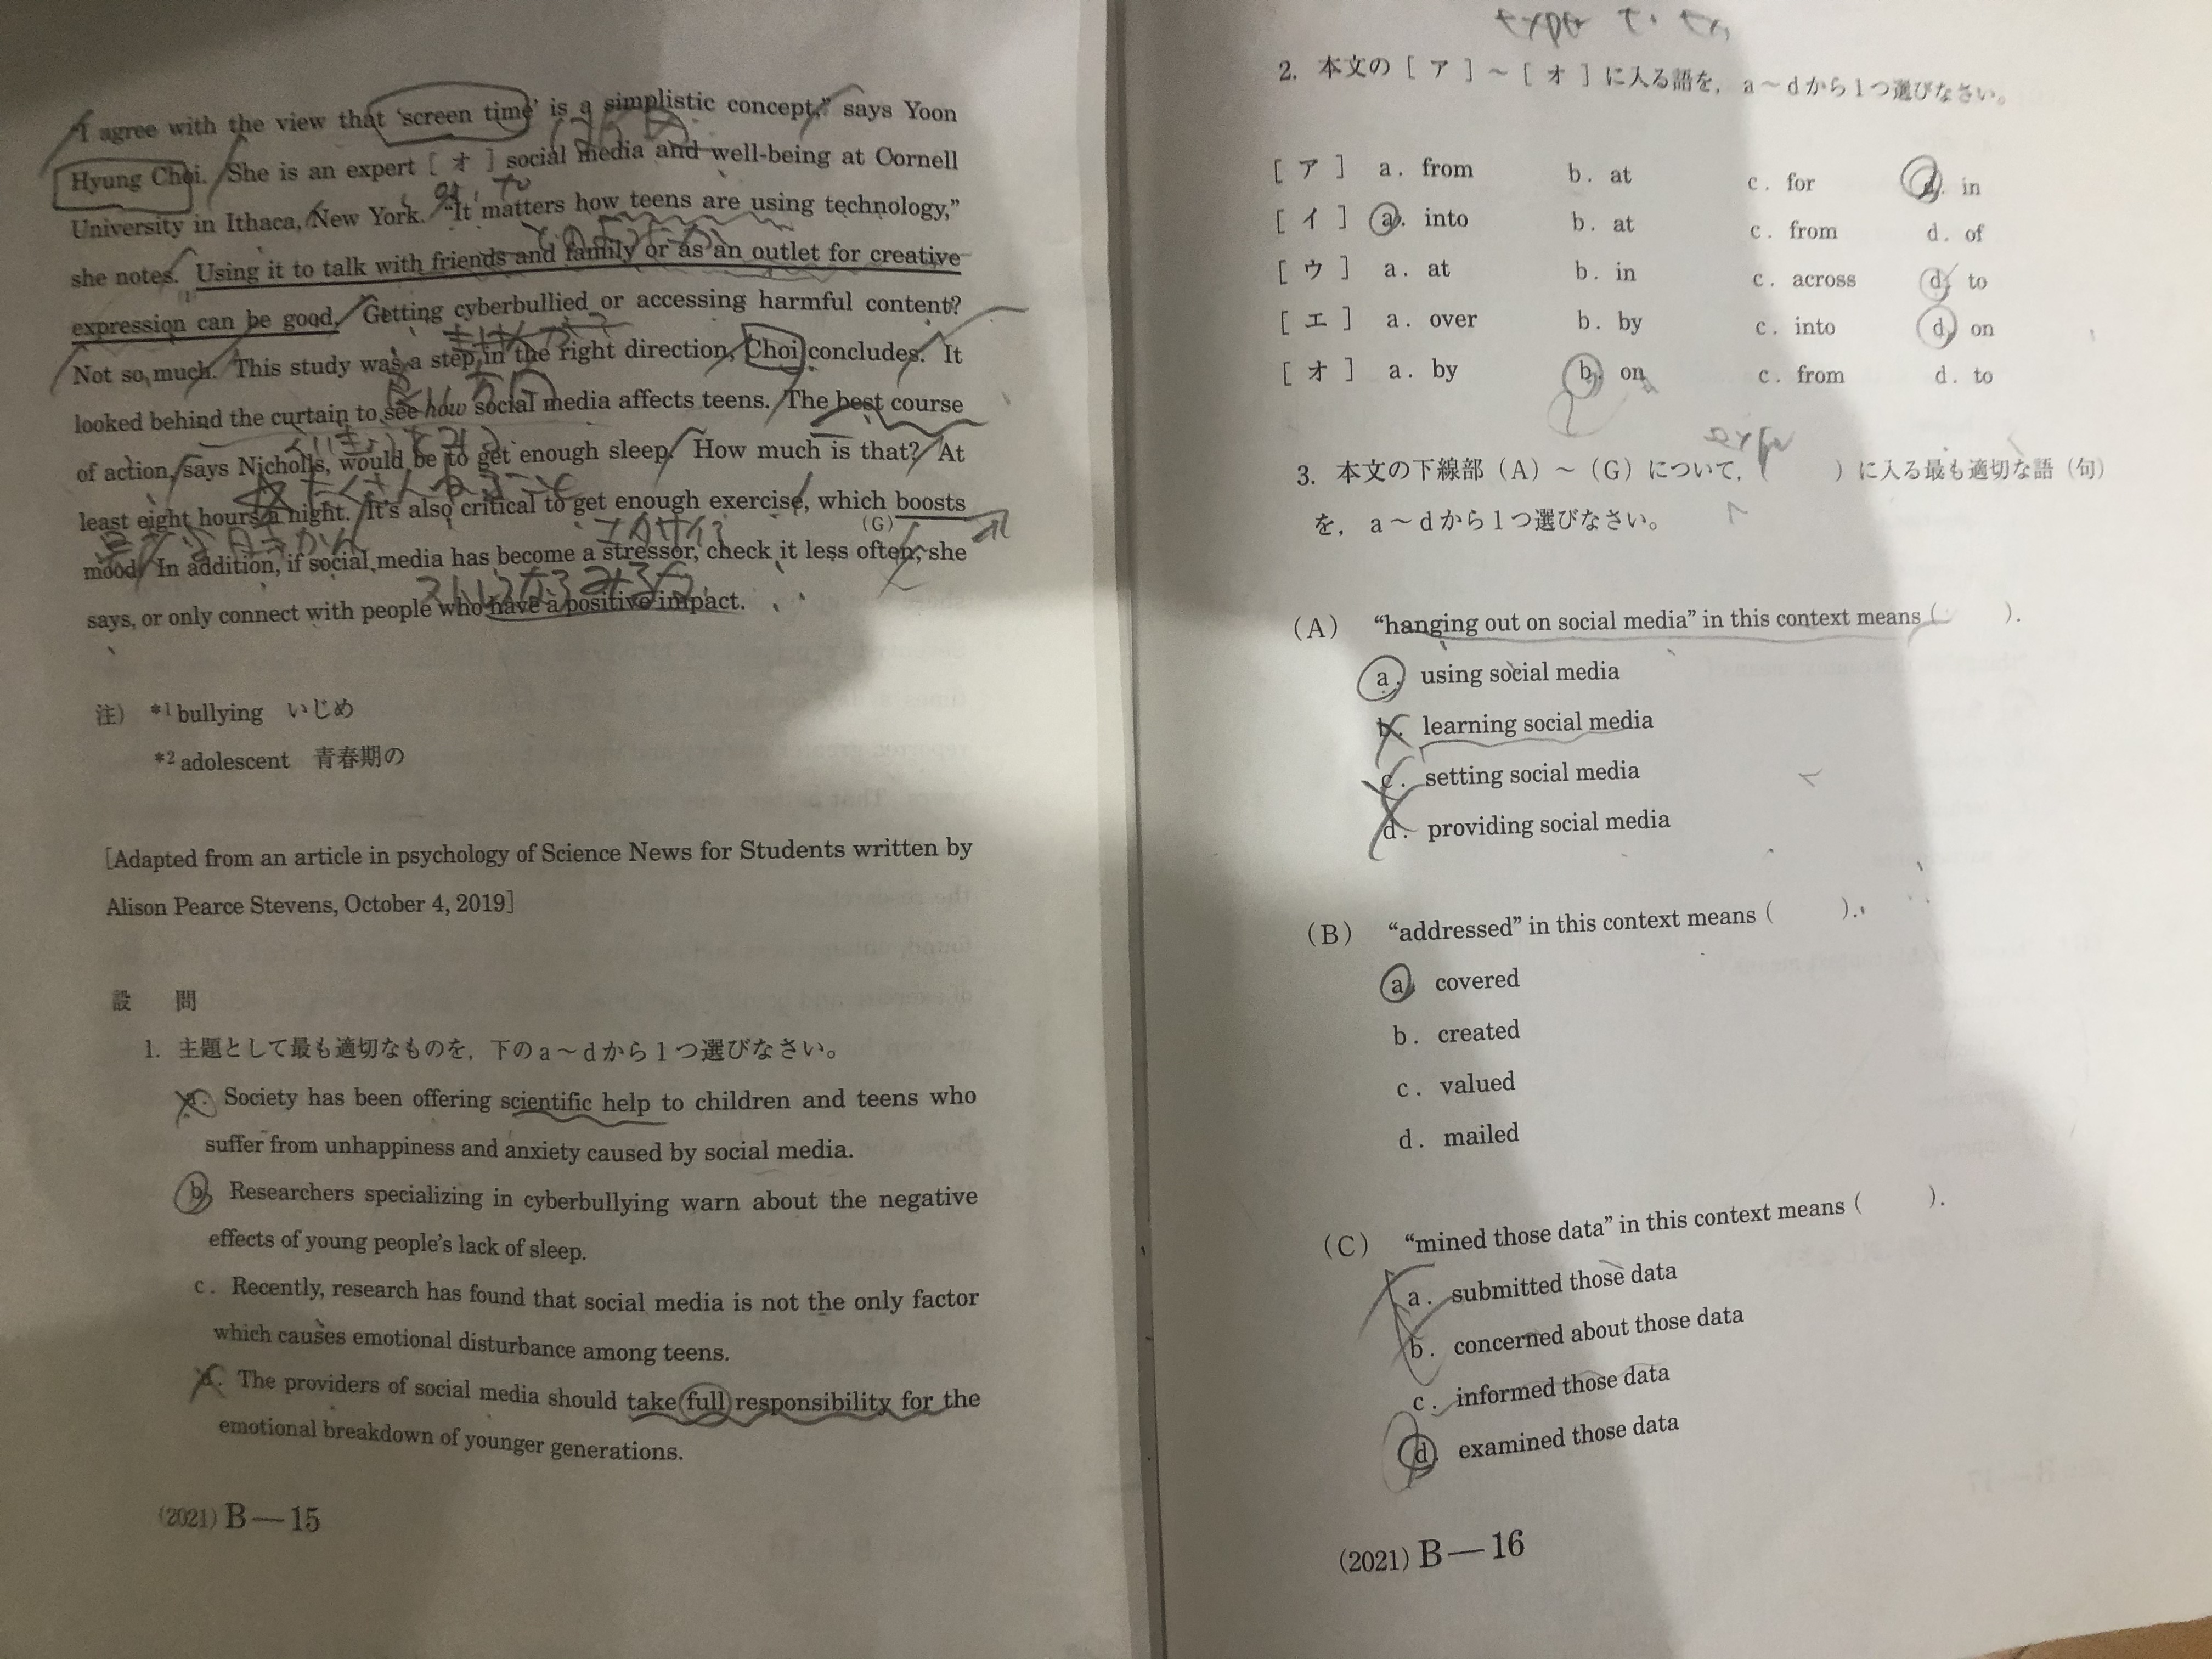 "I agree with the view that 'screen time' is a simplistic concept," says Yoon
Hyung Choi. She is an expert [ オ ] social media and well-being at Cornell
University in Ithaca, New York. "It matters how teens are using technology,"
she notes. Using it to talk with friends and family or as an outlet for creative
expression can be good. Getting cyberbullied or accessing harmful content?
Not so much. This study was a step in the right direction, Choi concludes. It
looked behind the curtain to see how social media affects teens. The best course
of action, says Nicholls, would be to get enough sleep. How much is that? At
least eight hours a night. It's also critical to get enough exercise, which boosts
(G)
mood. In addition, if social media has become a stressor, check it less often, she
says, or only connect with people who have a positive impact.
注) *1 bullying いじめ
*2 adolescent 青春期の
[Adapted from an article in psychology of Science News for Students written by
Alison Pearce Stevens, October 4, 2019]
設 問
1. 主題として最も適切なものを，下のa～dから1つ選びなさい。
a. Society has been offering scientific help to children and teens who
suffer from unhappiness and anxiety caused by social media.
b. Researchers specializing in cyberbullying warn about the negative
effects of young people's lack of sleep.
c. Recently, research has found that social media is not the only factor
which causes emotional disturbance among teens.
d. The providers of social media should take full responsibility for the
emotional breakdown of younger generations.
(2021) B—15
2. 本文の［ ア ］～［ オ ］に入る語を，a～dから1つ選びなさい。
［ ア ］ a. from b. at c. for d. in
［ イ ］ a. into b. at c. from d. of
［ ウ ］ a. at b. in c. across d. to
［ エ ］ a. over b. by c. into d. on
［ オ ］ a. by b. on c. from d. to
3. 本文の下線部（A）～（G）について，（ ）に入る最も適切な語（句）
を，a～dから1つ選びなさい。
(A) "hanging out on social media" in this context means ( ).
a. using social media
b. learning social media
c. setting social media
d. providing social media
(B) "addressed" in this context means ( ).
a. covered
b. created
c. valued
d. mailed
(C) "mined those data" in this context means ( ).
a. submitted those data
b. concerned about those data
c. informed those data
d. examined those data
(2021) B—16